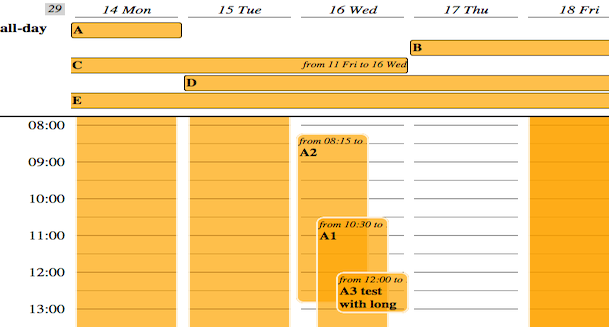 29 14 Mon 15 Tue 16 Wed 17 Thu 18 Fri
all-day
A
B
C from 11 Fri to 16 Wed
D
E
08:00
from 08:15 to
A2
09:00
10:00
from 10:30 to
A1
11:00
12:00
from 12:00 to
A3 test
with long
13:00